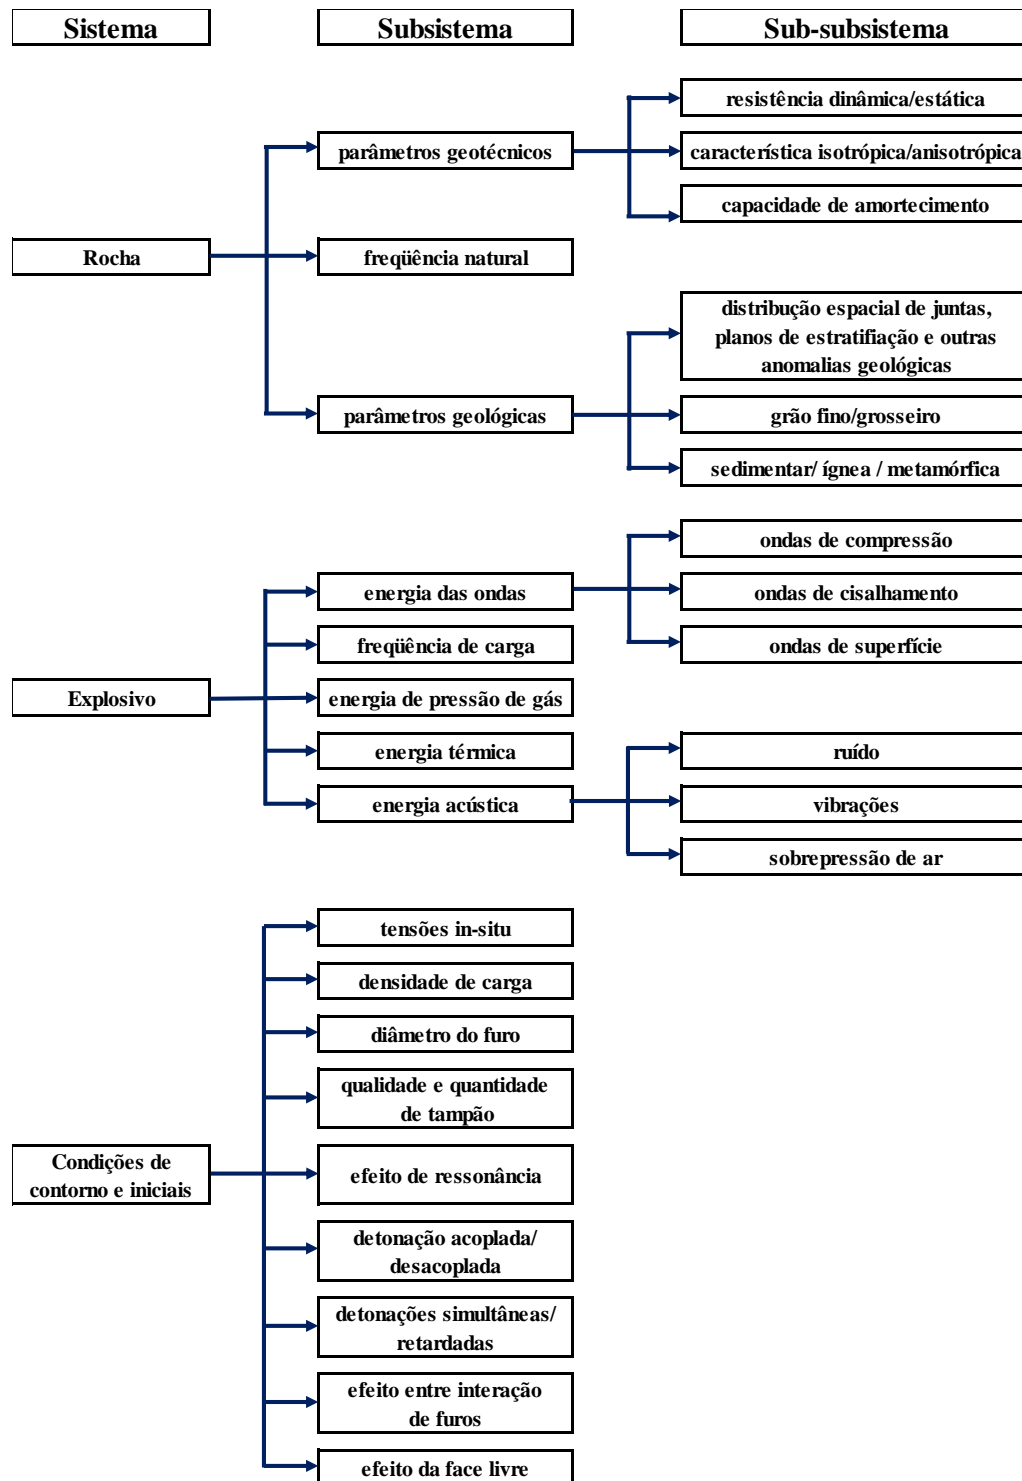 Sistema
Subsistema
Sub-subsistema
resistência dinâmica/estática
parâmetros geotécnicos
característica isotrópica/anisotrópica
capacidade de amortecimento
Rocha
freqüência natural
distribução espacial de juntas,
planos de estratifiação e outras
anomalias geológicas
parâmetros geológicas
grão fino/grosseiro
sedimentar/ ígnea / metamórfica
ondas de compressão
energia das ondas
ondas de cisalhamento
freqüência de carga
ondas de superfície
Explosivo
energia de pressão de gás
energia térmica
ruído
energia acústica
vibrações
sobrepressão de ar
tensões in-situ
densidade de carga
diâmetro do furo
qualidade e quantidade
de tampão
Condições de
contorno e iniciais
efeito de ressonância
detonação acoplada/
desacoplada
detonações simultâneas/
retardadas
efeito entre interação
de furos
efeito da face livre